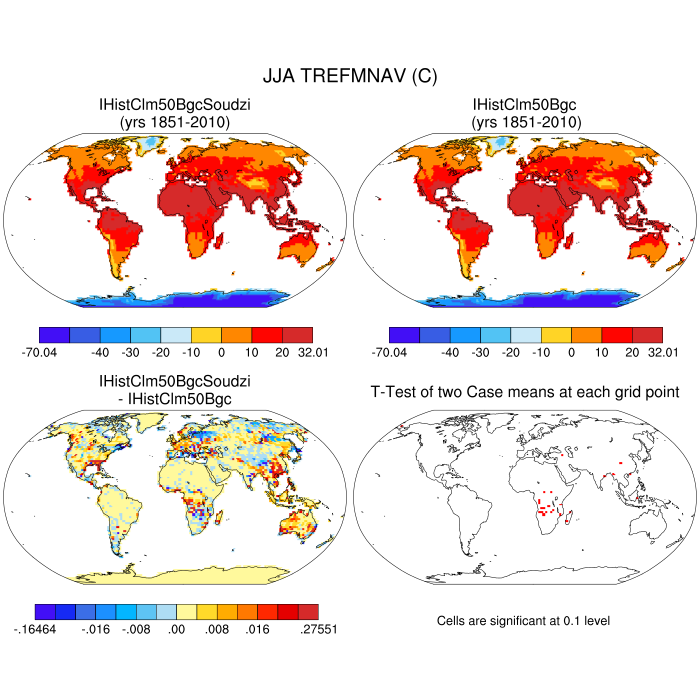 JJA TREFMNAV (C)
IHistClm50BgcSoudzi
(yrs 1851-2010)
IHistClm50Bgc
(yrs 1851-2010)
-70.04 -40 -30 -20 -10 0 10 20 32.01
-70.04 -40 -30 -20 -10 0 10 20 32.01
IHistClm50BgcSoudzi
- IHistClm50Bgc
T-Test of two Case means at each grid point
-.16464 -.016 -.008 .00 .008 .016 .27551
Cells are significant at 0.1 level